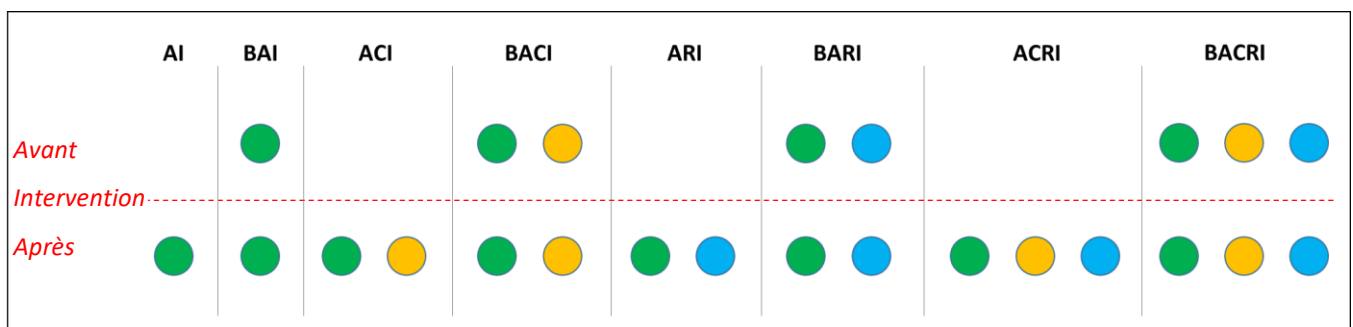 AI BAI ACI BACI ARI BARI ACRI BACRI
Avant
Intervention
Après